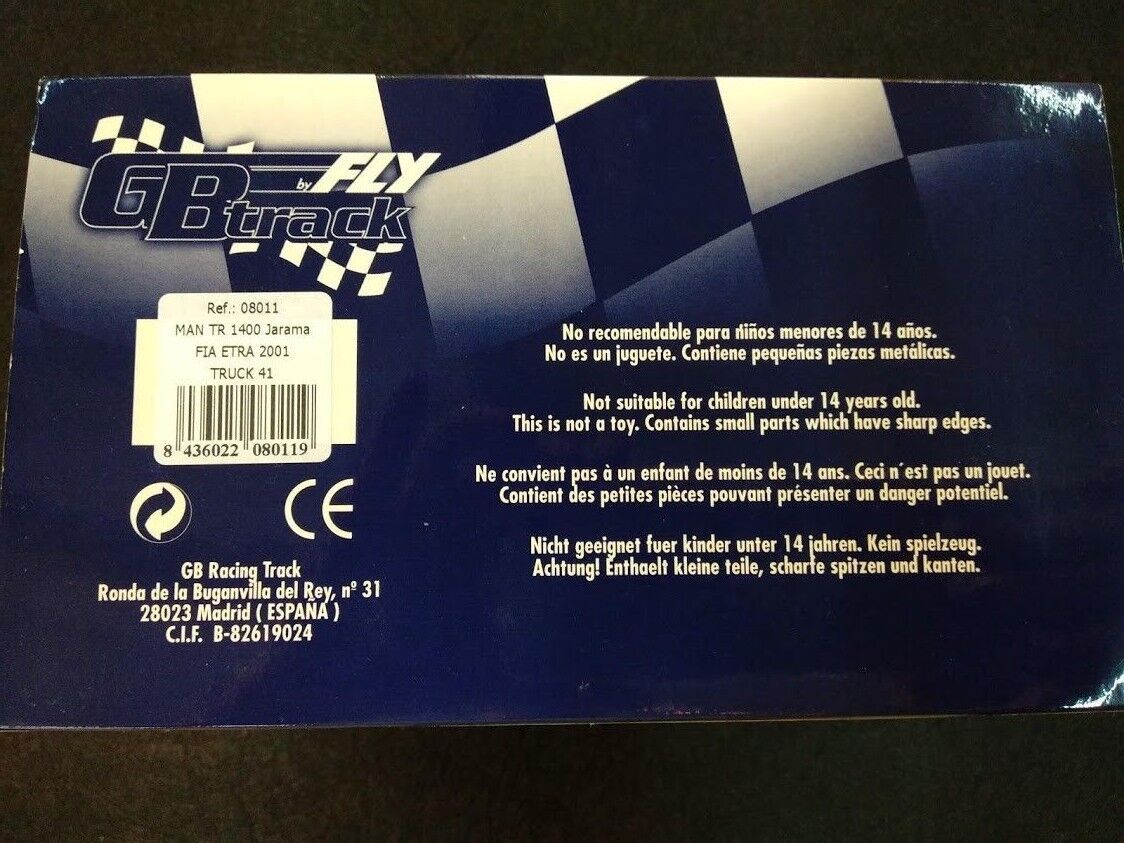 GB track by FLY
Ref.: 08011
MAN TR 1400 Jarama
FIA ETRA 2001
TRUCK 41
8 436022 080119
CE
GB Racing Track
Ronda de la Buganvilla del Rey, nº 31
28023 Madrid ( ESPAÑA )
C.I.F. B-82619024
No recomendable para niños menores de 14 años.
No es un juguete. Contiene pequeñas piezas metálicas.
Not suitable for children under 14 years old.
This is not a toy. Contains small parts which have sharp edges.
Ne convient pas à un enfant de moins de 14 ans. Ceci n´est pas un jouet.
Contient des petites pièces pouvant présenter un danger potentiel.
Nicht geeignet fuer kinder unter 14 jahren. Kein spielzeug.
Achtung! Enthaelt kleine teile, scharfe spitzen und kanten.